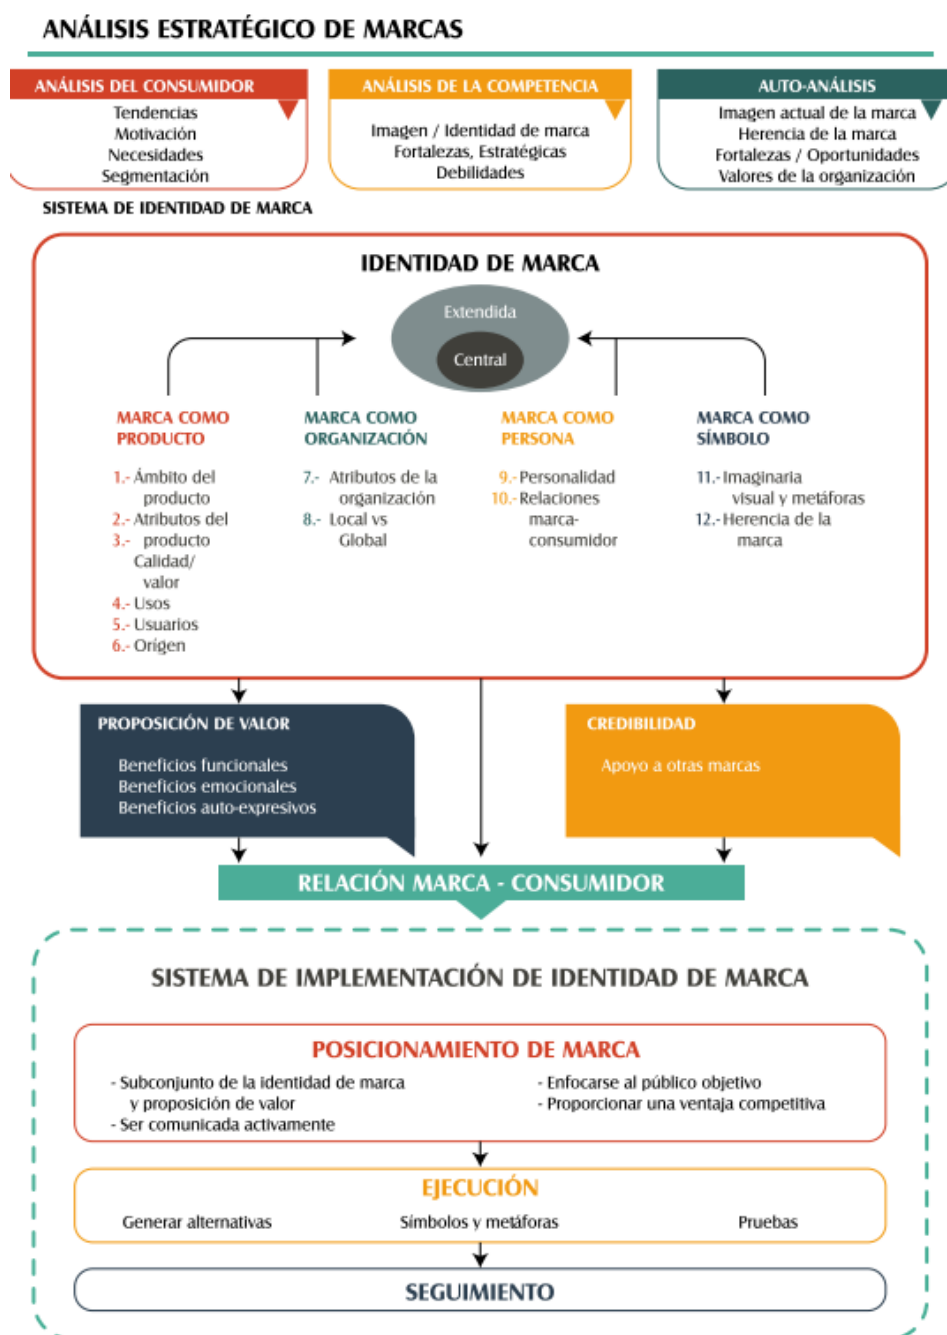 ANÁLISIS ESTRATÉGICO DE MARCAS
ANÁLISIS DEL CONSUMIDOR
Tendencias
Motivación
Necesidades
Segmentación
ANÁLISIS DE LA COMPETENCIA
Imagen / Identidad de marca
Fortalezas, Estratégicas
Debilidades
AUTO-ANÁLISIS
Imagen actual de la marca
Herencia de la marca
Fortalezas / Oportunidades
Valores de la organización
SISTEMA DE IDENTIDAD DE MARCA
IDENTIDAD DE MARCA
Extendida
Central
MARCA COMO
PRODUCTO
1.- Ámbito del
producto
2.- Atributos del
3.- producto
Calidad/
valor
4.- Usos
5.- Usuarios
6.- Orígen
MARCA COMO
ORGANIZACIÓN
7.- Atributos de la
organización
8.- Local vs
Global
MARCA COMO
PERSONA
9.- Personalidad
10.- Relaciones
marca-
consumidor
MARCA COMO
SÍMBOLO
11.- Imaginaria
visual y metáforas
12.- Herencia de la
marca
PROPOSICIÓN DE VALOR
Beneficios funcionales
Beneficios emocionales
Beneficios auto-expresivos
CREDIBILIDAD
Apoyo a otras marcas
RELACIÓN MARCA - CONSUMIDOR
SISTEMA DE IMPLEMENTACIÓN DE IDENTIDAD DE MARCA
POSICIONAMIENTO DE MARCA
- Subconjunto de la identidad de marca
y proposición de valor
- Ser comunicada activamente
- Enfocarse al público objetivo
- Proporcionar una ventaja competitiva
EJECUCIÓN
Generar alternativas
Símbolos y metáforas
Pruebas
SEGUIMIENTO